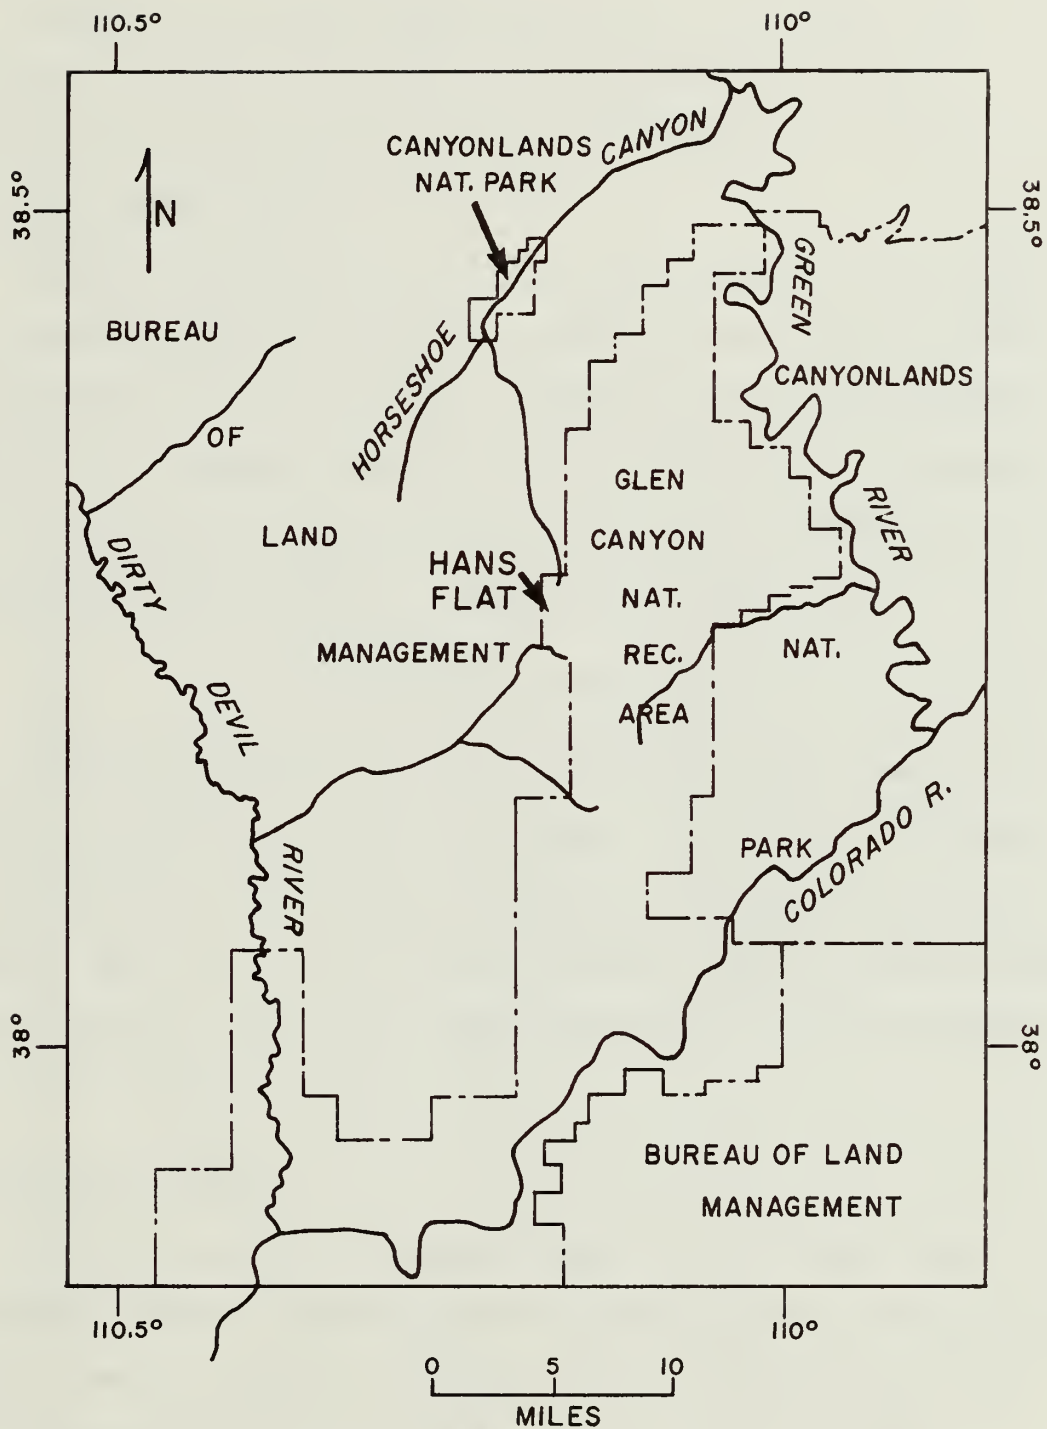 110.5°
110°
CANYONLANDS
NAT. PARK
CANYON
N
38.5°
38.5°
GREEN
BUREAU
HORSESHOE
CANYONLANDS
OF
GLEN
RIVER
LAND
CANYON
DIRTY
HANS
FLAT
NAT.
MANAGEMENT
REC.
NAT.
DEVIL
AREA
PARK
COLORADO R.
RIVER
38°
38°
BUREAU OF LAND
MANAGEMENT
110.5°
110°
0 5 10
MILES